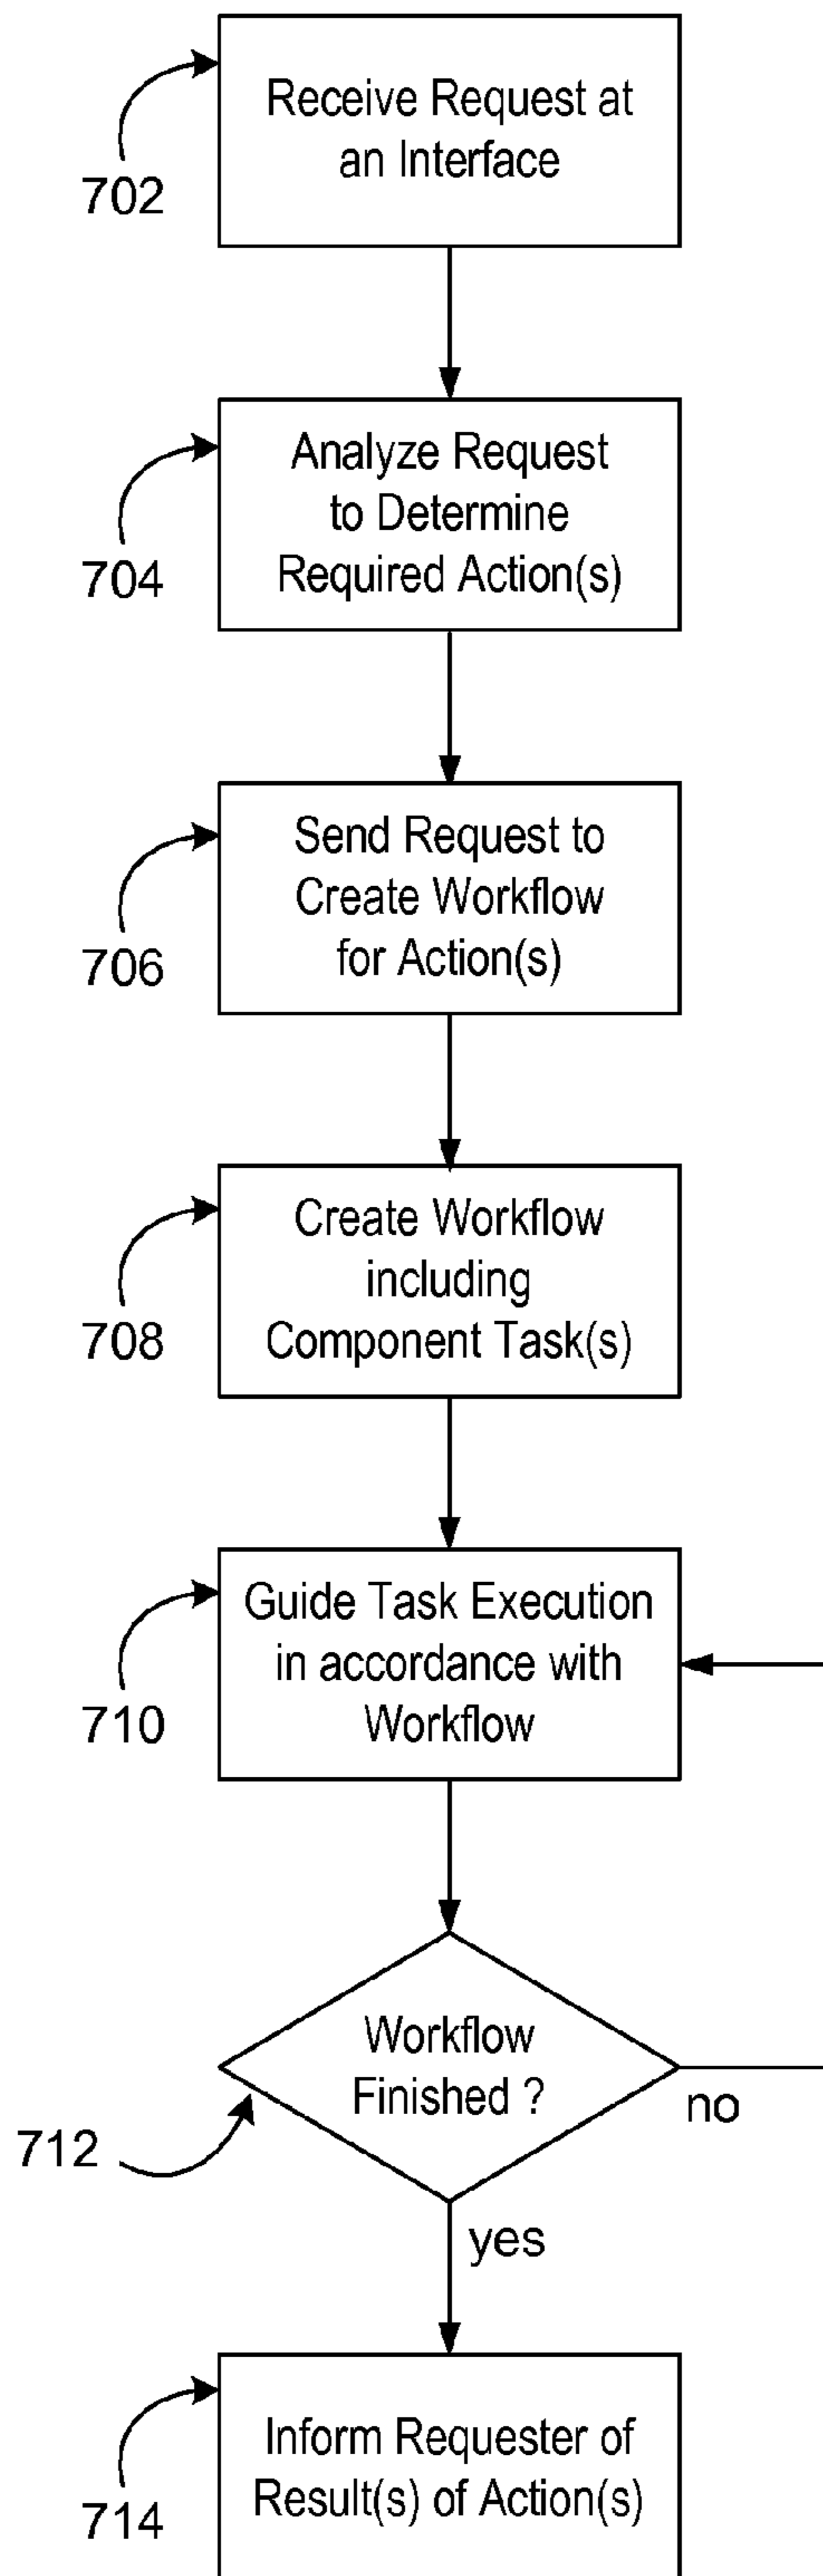 Receive Request at
an Interface
702
Analyze Request
to Determine
Required Action(s)
704
Send Request to
Create Workflow
for Action(s)
706
Create Workflow
including
Component Task(s)
708
Guide Task Execution
in accordance with
Workflow
710
Workflow
Finished ?
no
712
yes
Inform Requester of
Result(s) of Action(s)
714